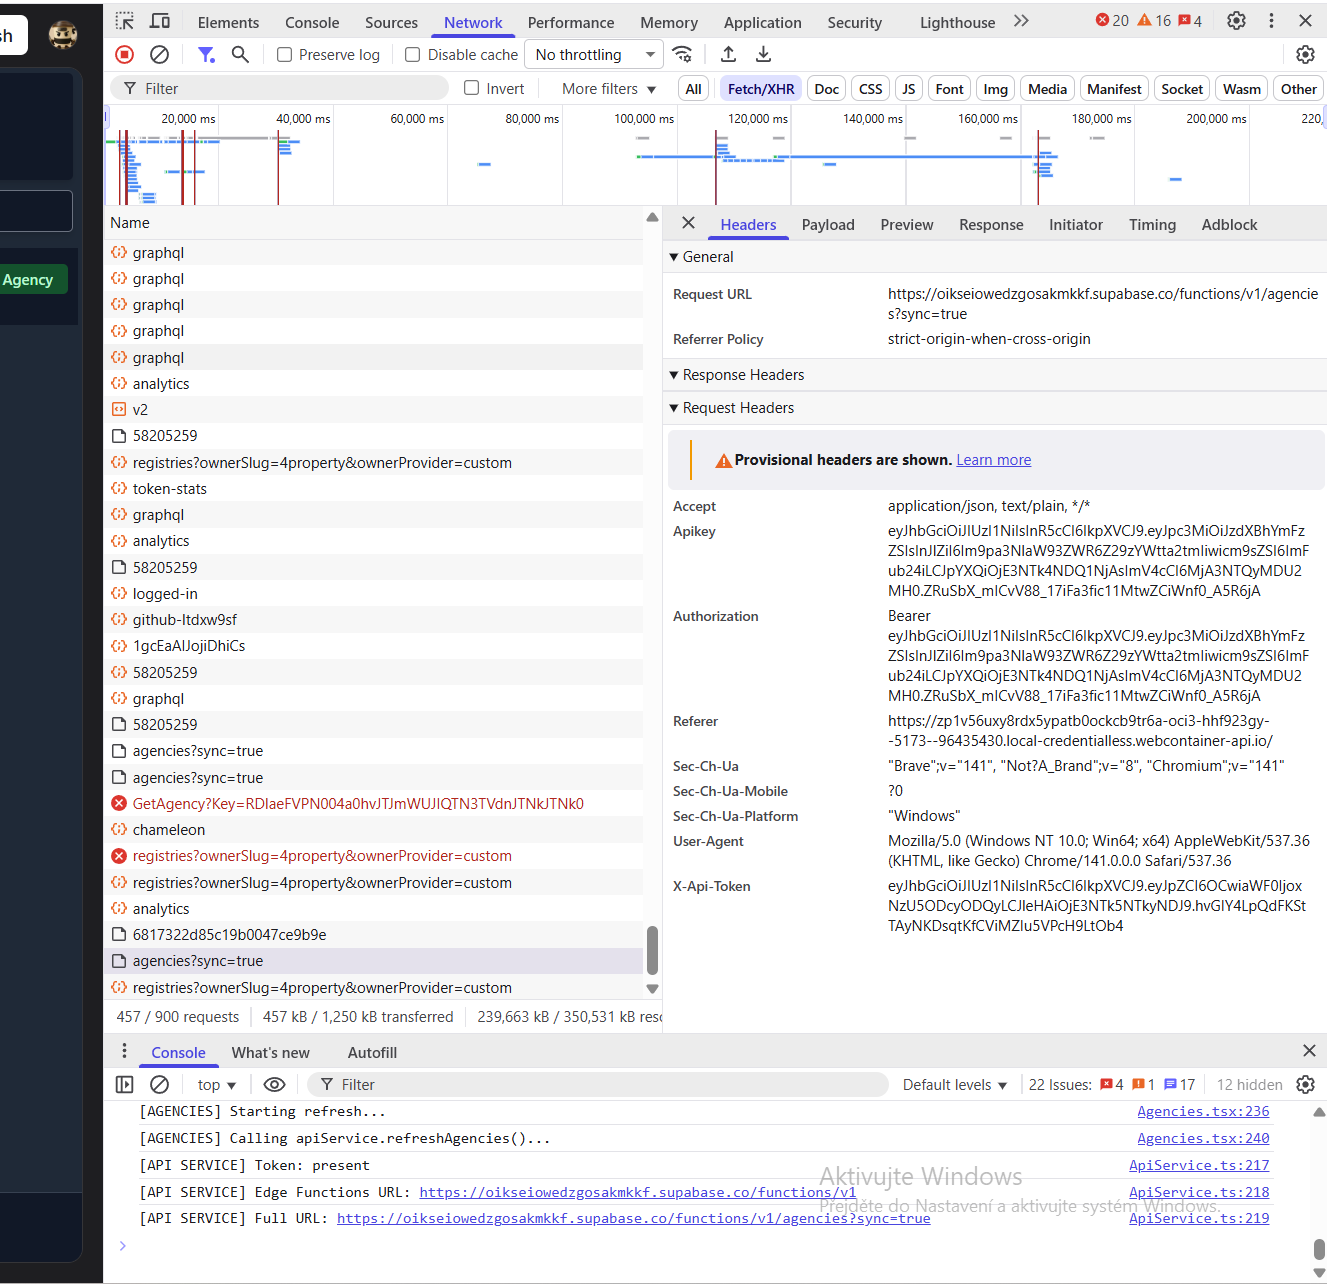 sh
Agency
Elements Console Sources Network Performance Memory Application Security Lighthouse 20 16 4
Preserve log Disable cache No throttling
Filter Invert More filters All Fetch/XHR Doc CSS JS Font Img Media Manifest Socket Wasm Other
20,000 ms 40,000 ms 60,000 ms 80,000 ms 100,000 ms 120,000 ms 140,000 ms 160,000 ms 180,000 ms 200,000 ms 220,
Name
graphql
graphql
graphql
graphql
graphql
analytics
v2
58205259
registries?ownerSlug=4property&ownerProvider=custom
token-stats
graphql
analytics
58205259
logged-in
github-ltdxw9sf
1gcEaAIJojiDhiCs
58205259
graphql
58205259
agencies?sync=true
agencies?sync=true
GetAgency?Key=RDIaeFVPN004a0hvJTJmWUJIQTN3TVdnJTNkJTNk0
chameleon
registries?ownerSlug=4property&ownerProvider=custom
registries?ownerSlug=4property&ownerProvider=custom
analytics
6817322d85c19b0047ce9b9e
agencies?sync=true
registries?ownerSlug=4property&ownerProvider=custom
457 / 900 requests 457 kB / 1,250 kB transferred 239,663 kB / 350,531 kB resc
Headers Payload Preview Response Initiator Timing Adblock
General
Request URL
https://oikseiowedzgosakmkkf.supabase.co/functions/v1/agencie
s?sync=true
Referrer Policy strict-origin-when-cross-origin
Response Headers
Request Headers
Provisional headers are shown. Learn more
Accept application/json, text/plain, */*
Apikey
Authorization Bearer
Referer https://zp1v56uxy8rdx5ypatb0ockcb9tr6a-oci3-hhf923gy-
-5173--96435430.local-credentialless.webcontainer-api.io/
Sec-Ch-Ua "Brave";v="141", "Not?A_Brand";v="8", "Chromium";v="141"
Sec-Ch-Ua-Mobile ?0
Sec-Ch-Ua-Platform "Windows"
User-Agent Mozilla/5.0 (Windows NT 10.0; Win64; x64) AppleWebKit/537.36
(KHTML, like Gecko) Chrome/141.0.0.0 Safari/537.36
X-Api-Token
Console What's new Autofill
top Filter Default levels 22 Issues: 4 1 17 12 hidden
[AGENCIES] Starting refresh... Agencies.tsx:236
[AGENCIES] Calling apiService.refreshAgencies()... Agencies.tsx:240
[API SERVICE] Token: present ApiService.ts:217
[API SERVICE] Edge Functions URL: https://oikseiowedzgosakmkkf.supabase.co/functions/v1 ApiService.ts:218
[API SERVICE] Full URL: https://oikseiowedzgosakmkkf.supabase.co/functions/v1/agencies?sync=true ApiService.ts:219
Aktivujte Windows
Přejděte do Nastavení a aktivujte systém Windows.